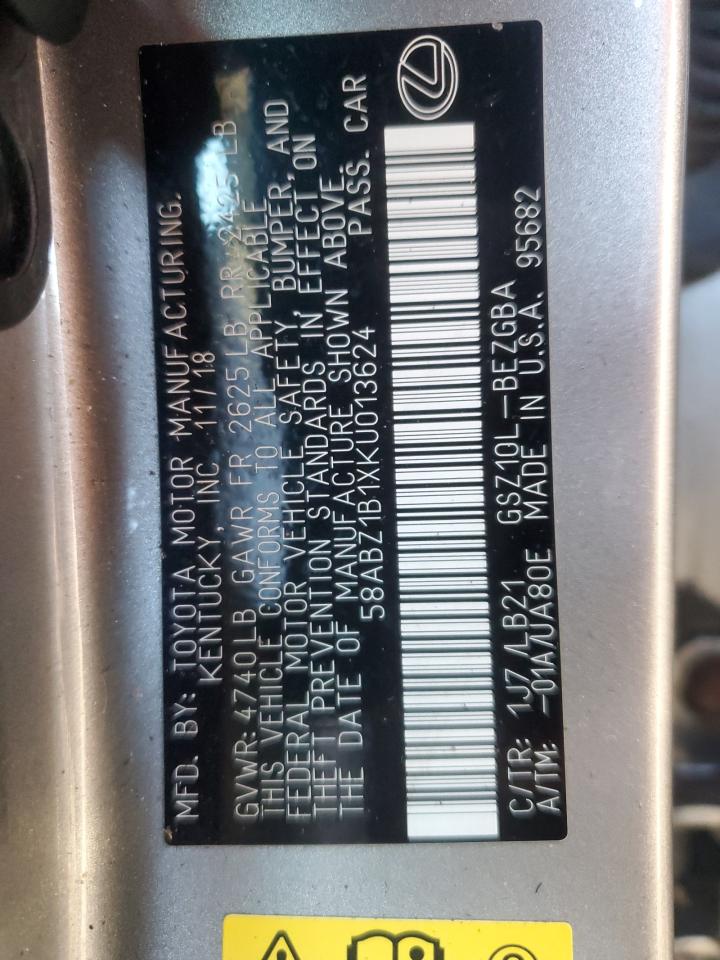 MFD. BY: TOYOTA MOTOR MANUFACTURING.
KENTUCKY, INC 11/18
GVWR: 4740LB GAWR FR 2625LB RR 2425LB
THIS VEHICLE CONFORMS TO ALL APPLICABLE
FEDERAL MOTOR VEHICLE SAFETY, BUMPER, AND
THEFT PREVENTION STANDARDS IN EFFECT ON
THE DATE OF MANUFACTURE SHOWN ABOVE.
58ABZ1B1XKU013624 PASS. CAR
C/TR: 1J7/LB21 GSZ10L-BEZGBA
A/TM: -01A/UA80E MADE IN U.S.A. 95682